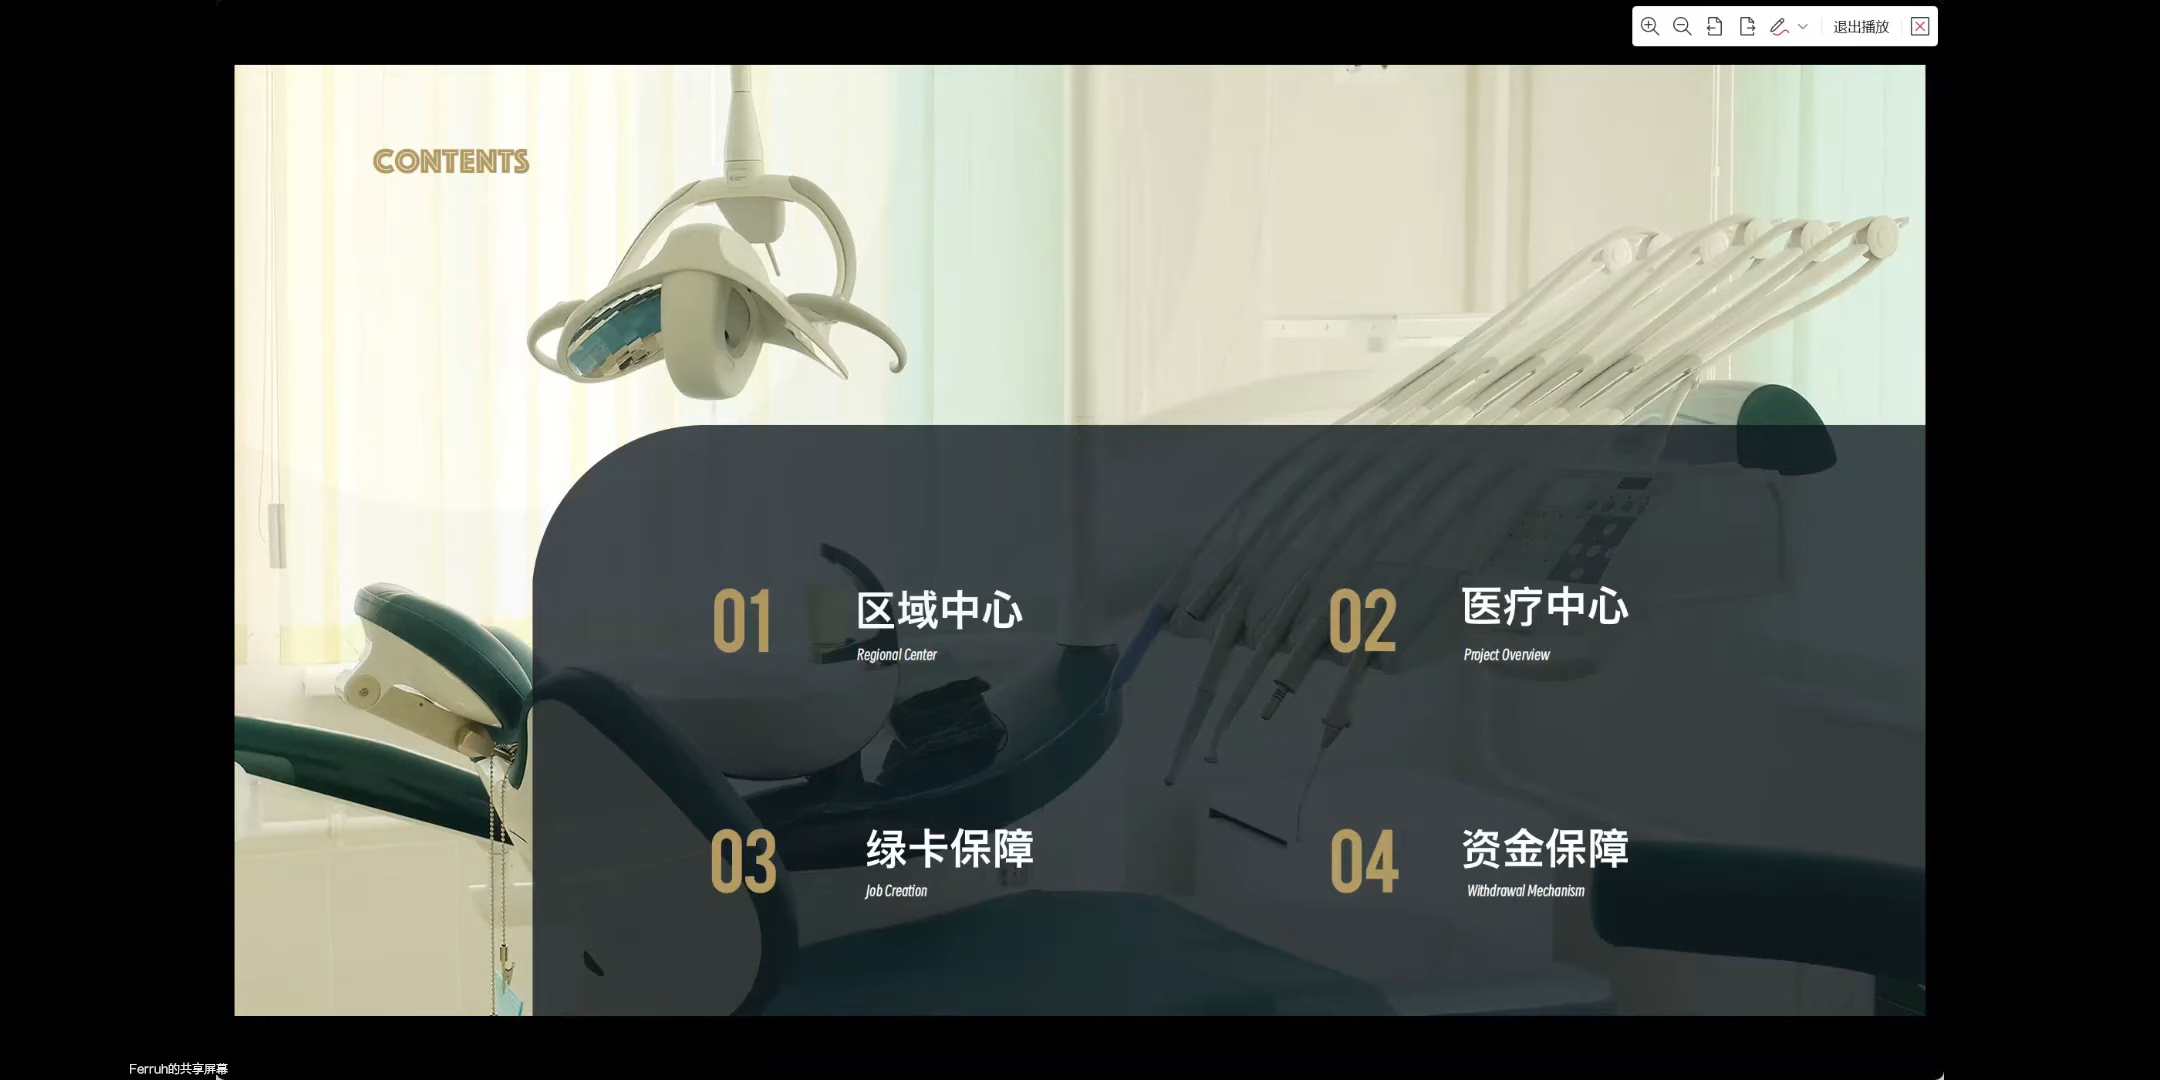 退出播放
CONTENTS
01
区域中心
Regional Center
02
医疗中心
Project Overview
03
绿卡保障
Job Creation
04
资金保障
Withdrawal Mechanism
Ferruh的共享屏幕